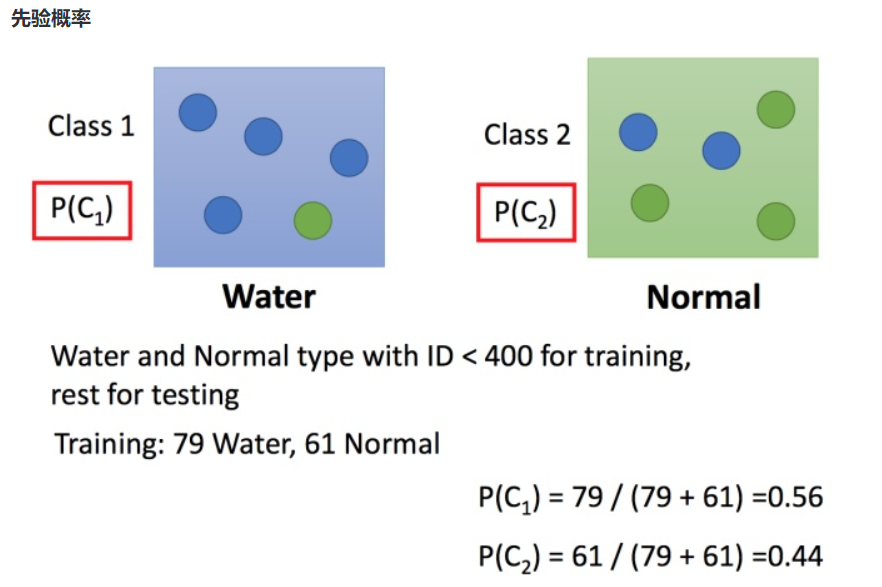 先验概率
Class 1
P(C₁)
Class 2
P(C₂)
Water
Normal
Water and Normal type with ID < 400 for training,
rest for testing
Training: 79 Water, 61 Normal
P(C₁) = 79 / (79 + 61) =0.56
P(C₂) = 61 / (79 + 61) =0.44